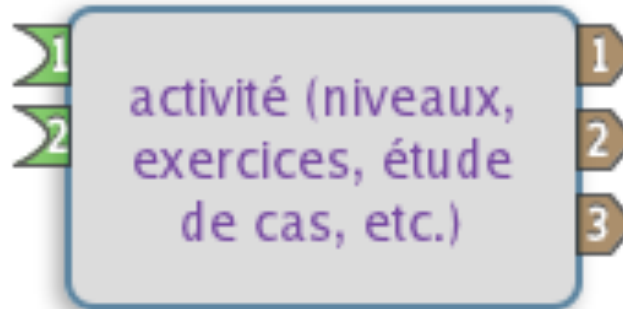 1
1
activité (niveaux,
2
2
exercices, étude
de cas, etc.)
3